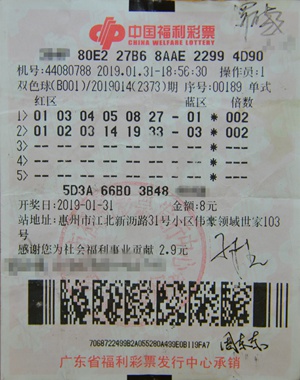 中国福利彩票
CHINA WELFARE LOTTERY
80E2 27B6 8AAE 2299 4D90
机号:44080788 2019.01.31-18:56:30 操作员:1
双色球(B001)/2019014(2373)期 序号:00189 单式
红区 蓝区 倍数
1> 01 03 04 05 08 27 - 01 * 002
2> 01 02 03 14 19 33 - 03 * 002
3> *
4> *
5> *
5D3A 66B0 3B48
开奖日:2019-01-31 金额:8元
站地址:惠州市江北新沥路31号小区伟豪领域世家103
号
感谢您为社会福利事业贡献 2.9元
7068722499B2A055280A499E0B119FA7
广东省福利彩票发行中心承销